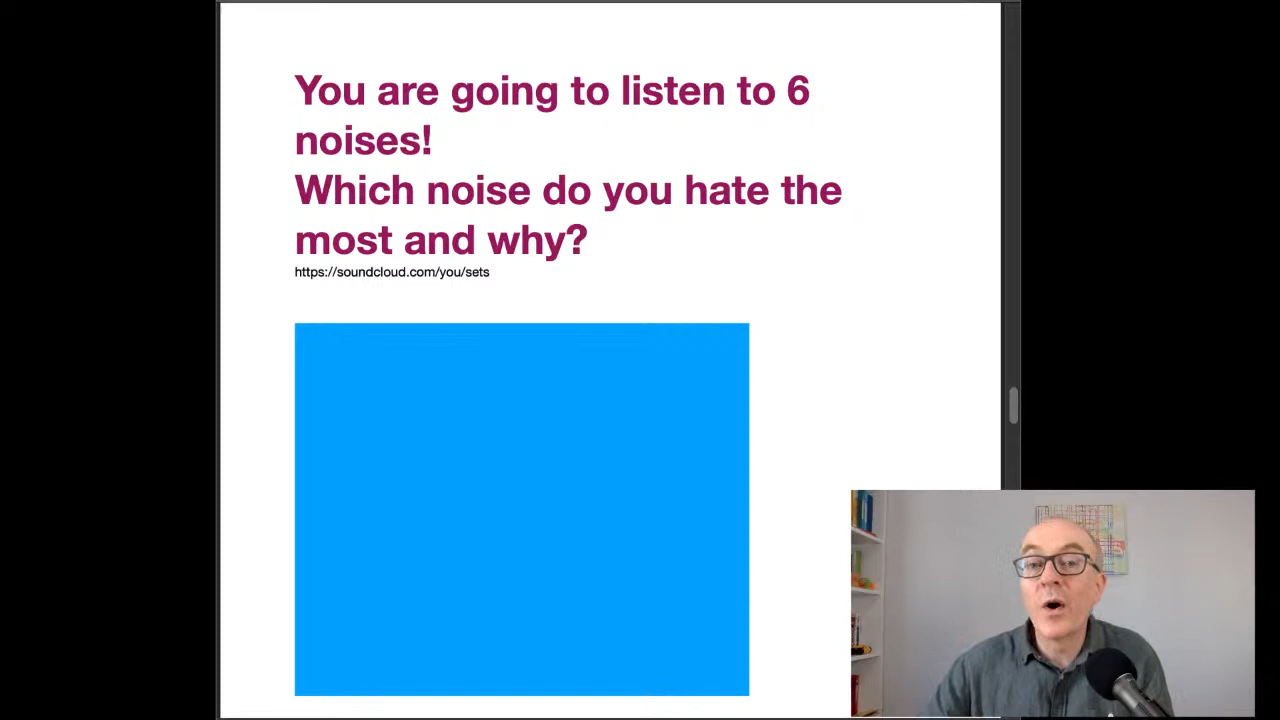 You are going to listen to 6
noises!
Which noise do you hate the
most and why?
https://soundcloud.com/you/sets